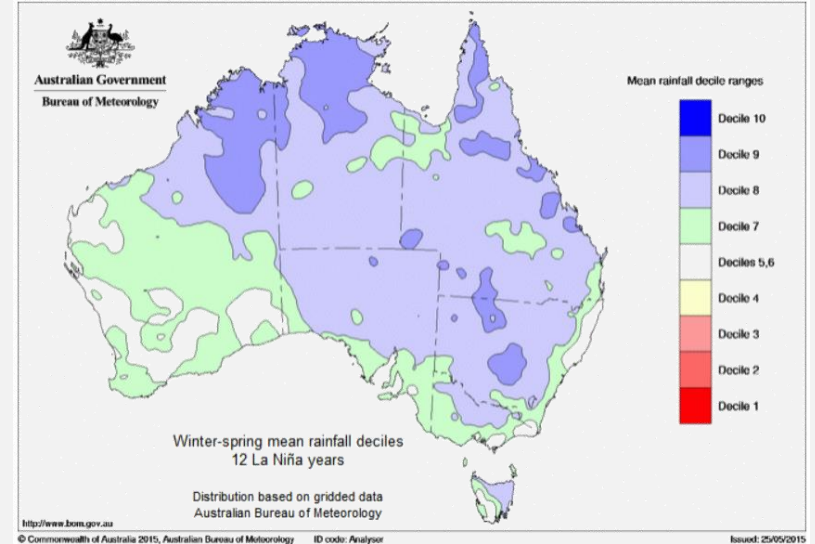 Australian Government
Bureau of Meteorology
Mean rainfall decile ranges
Decile 10
Decile 9
Decile 8
Decile 7
Deciles 5,6
Decile 4
Decile 3
Decile 2
Decile 1
Winter-spring mean rainfall deciles
12 La Niña years
Distribution based on gridded data
Australian Bureau of Meteorology
http://www.bom.gov.au
© Commonwealth of Australia 2015, Australian Bureau of Meteorology ID code: Analyser Issued: 25/05/2015